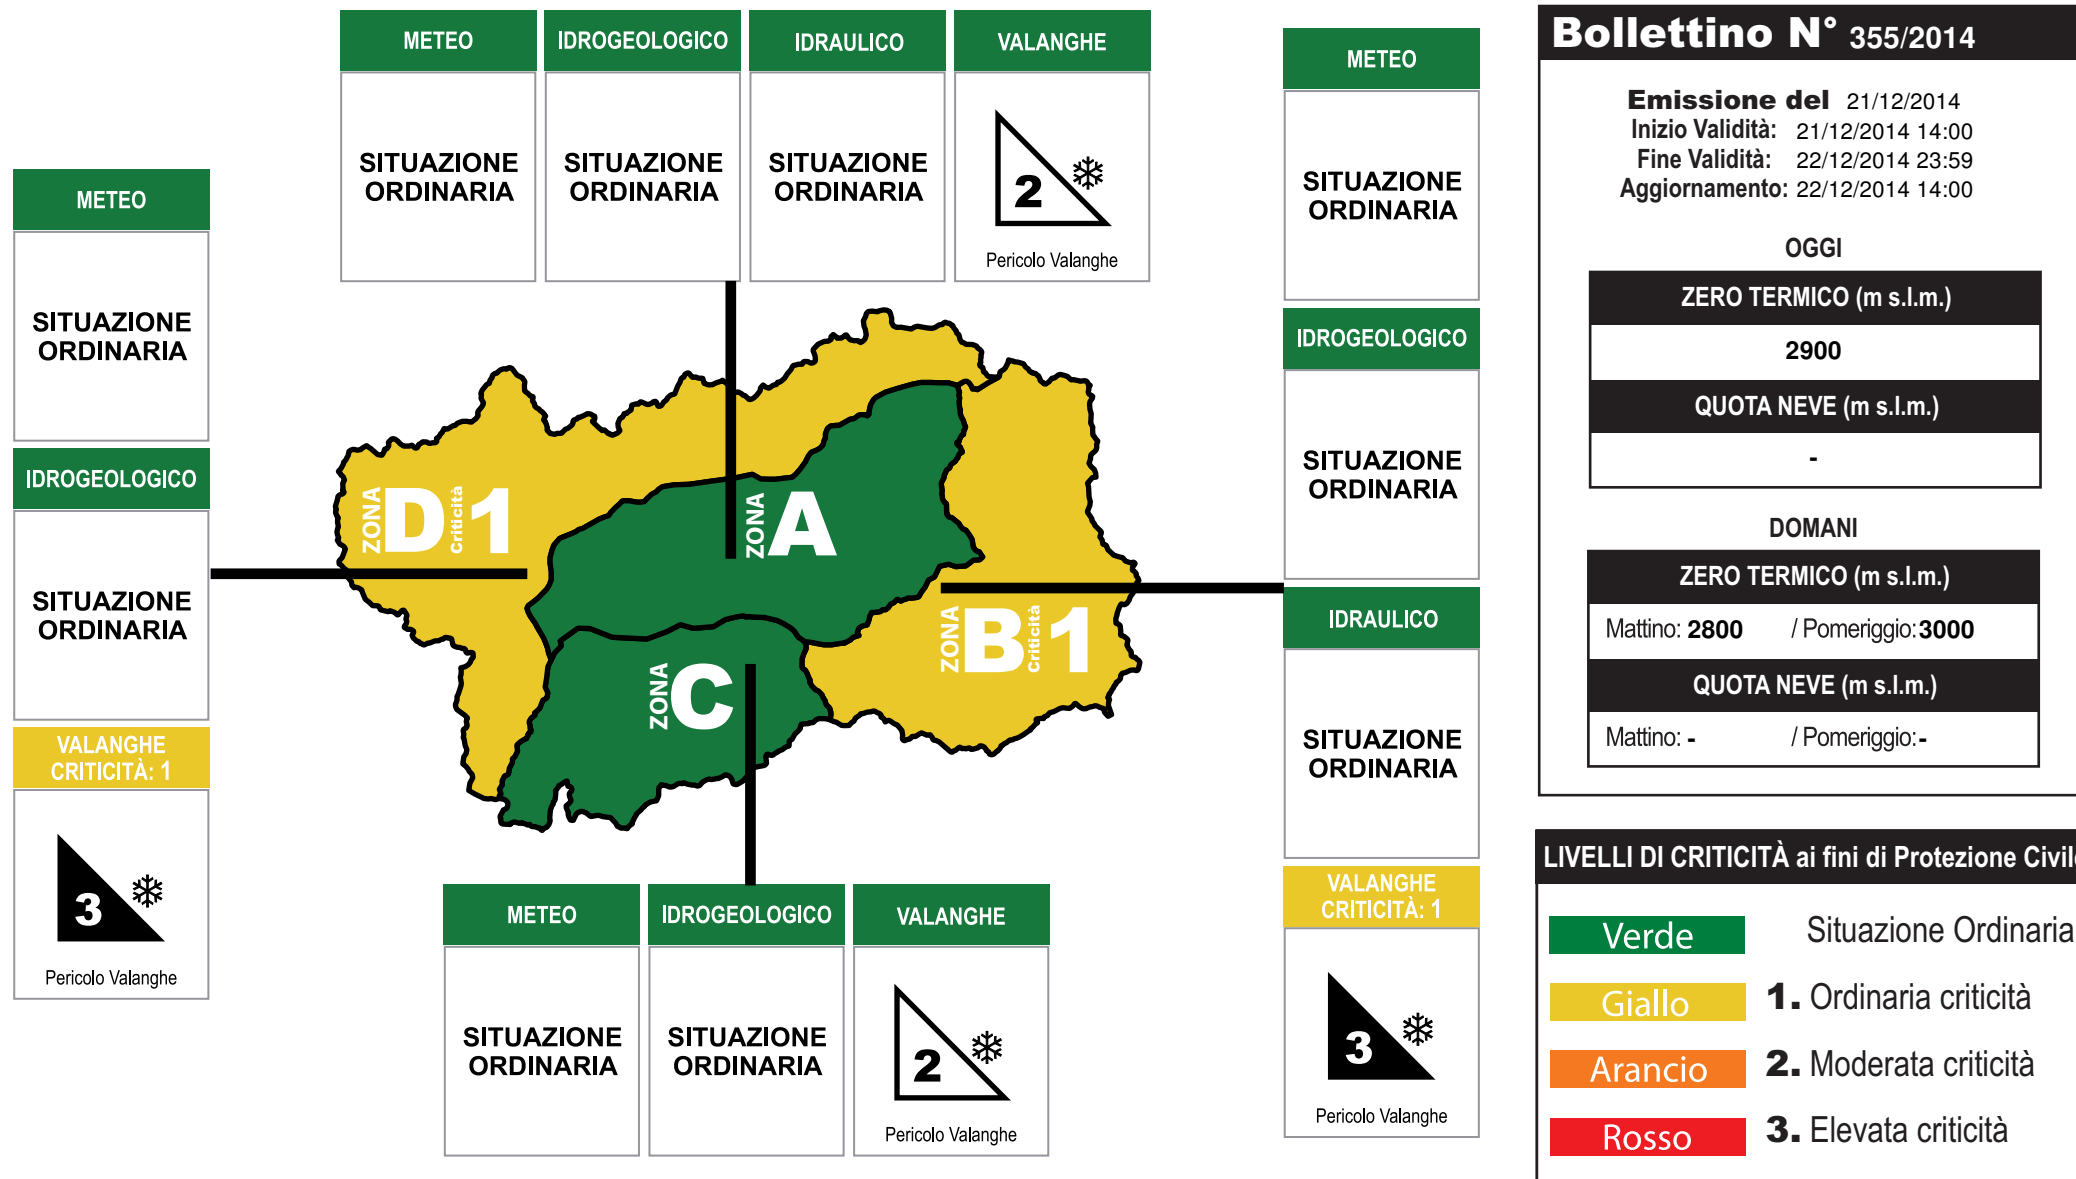 METEO
SITUAZIONE
ORDINARIA
IDROGEOLOGICO
SITUAZIONE
ORDINARIA
IDRAULICO
SITUAZIONE
ORDINARIA
VALANGHE
2
Pericolo Valanghe
METEO
SITUAZIONE
ORDINARIA
IDROGEOLOGICO
SITUAZIONE
ORDINARIA
VALANGHE
CRITICITÀ: 1
3
Pericolo Valanghe
ZONA D Criticità 1
ZONA A
ZONA B Criticità 1
ZONA C
METEO
SITUAZIONE
ORDINARIA
IDROGEOLOGICO
SITUAZIONE
ORDINARIA
VALANGHE
2
Pericolo Valanghe
METEO
SITUAZIONE
ORDINARIA
IDROGEOLOGICO
SITUAZIONE
ORDINARIA
IDRAULICO
SITUAZIONE
ORDINARIA
VALANGHE
CRITICITÀ: 1
3
Pericolo Valanghe
Bollettino N° 355/2014
Emissione del 21/12/2014
Inizio Validità: 21/12/2014 14:00
Fine Validità: 22/12/2014 23:59
Aggiornamento: 22/12/2014 14:00
OGGI
ZERO TERMICO (m s.l.m.)
2900
QUOTA NEVE (m s.l.m.)
-
DOMANI
ZERO TERMICO (m s.l.m.)
Mattino: 2800 / Pomeriggio: 3000
QUOTA NEVE (m s.l.m.)
Mattino: - / Pomeriggio: -
LIVELLI DI CRITICITÀ ai fini di Protezione Civil
Verde Situazione Ordinaria
Giallo 1. Ordinaria criticità
Arancio 2. Moderata criticità
Rosso 3. Elevata criticità